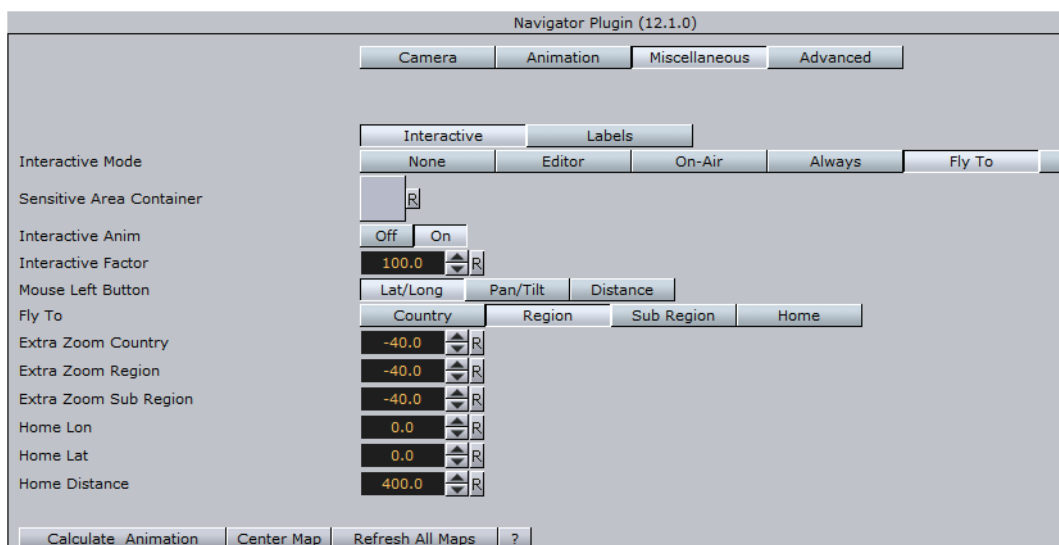 Navigator Plugin (12.1.0)
Camera Animation Miscellaneous Advanced
Interactive Labels
Interactive Mode None Editor On-Air Always Fly To
Sensitive Area Container R
Interactive Anim Off On
Interactive Factor 100.0 R
Mouse Left Button Lat/Long Pan/Tilt Distance
Fly To Country Region Sub Region Home
Extra Zoom Country -40.0 R
Extra Zoom Region -40.0 R
Extra Zoom Sub Region -40.0 R
Home Lon 0.0 R
Home Lat 0.0 R
Home Distance 400.0 R
Calculate Animation Center Map Refresh All Maps ?